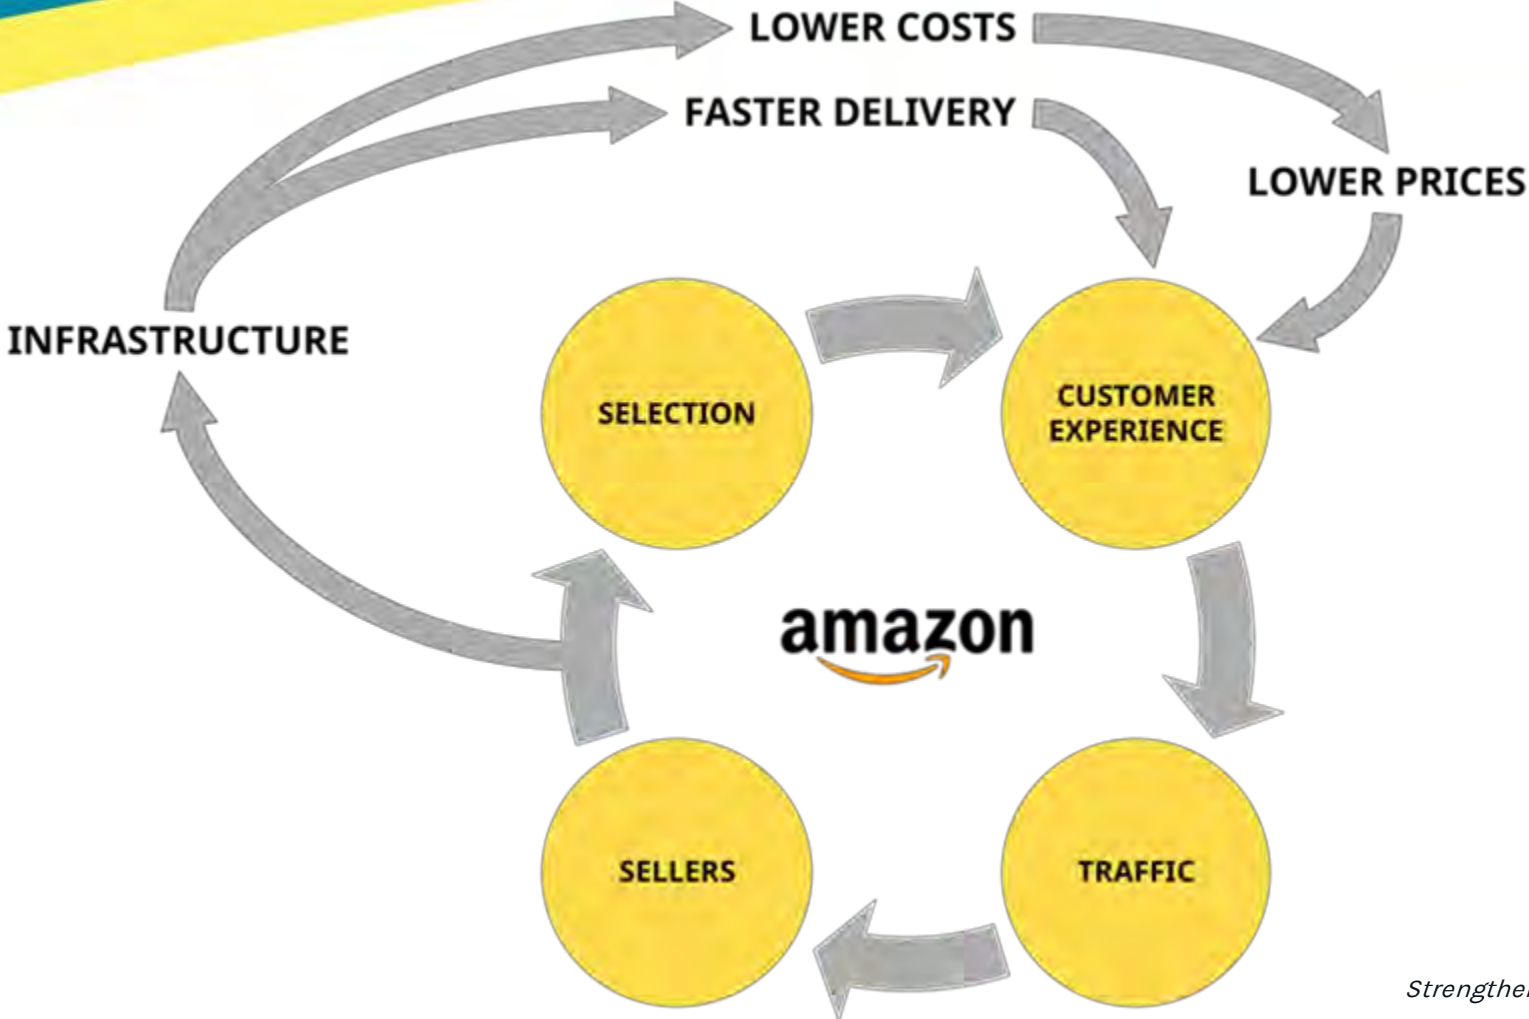 LOWER COSTS
FASTER DELIVERY
LOWER PRICES
INFRASTRUCTURE
SELECTION
CUSTOMER
EXPERIENCE
amazon
SELLERS
TRAFFIC